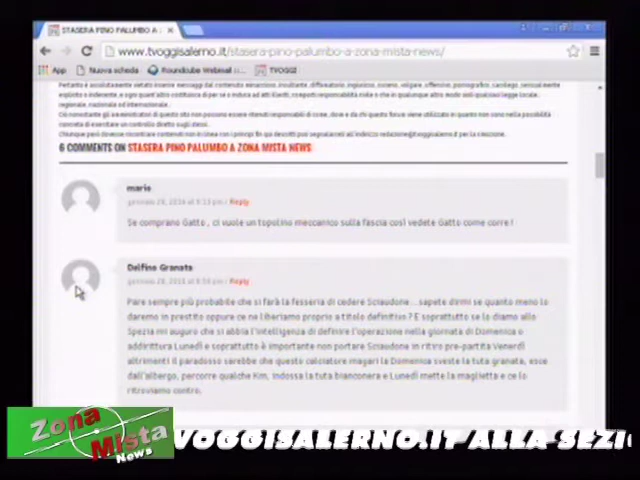 STASERA PINO PALUMBO A
www.tvoggisalerno.it/stasera-pino-palumbo-a-zona-mista-news/
App Nuova scheda Roundcube Webmail :: ... TVOGGI
regionale, nazionale ed internazionale.
6 COMMENTS ON STASERA PINO PALUMBO A ZONA MISTA NEWS
mario
Reply
Se comprano Gatto , ci vuole un topolino meccanico sulla fascia così vedete Gatto come corre !
Delfino Granata
Reply
Pare sempre più probabile che si farà la fesseria di cedere Sciaudone .. sapete dirmi se quanto meno lo
daremo in prestito oppure ce ne liberiamo proprio a titolo definitivo ? E soprattutto se lo diamo allo
Spezia mi auguro che si abbia l'intelligenza di definire l'operazione nella giornata di Domenica o
addirittura Lunedì e soprattutto è importante non portare Sciaudone in ritiro pre-partita Venerdì
altrimenti il paradosso sarebbe che questo calciatore magari la Domenica sveste la tuta granata, esce
dall'albergo, percorre qualche Km, indossa la tuta bianconera e Lunedì mette la maglietta e ce lo
ritroviamo contro.
Zona
Mista
News
VOGGISALERNO.IT ALLA SEZI